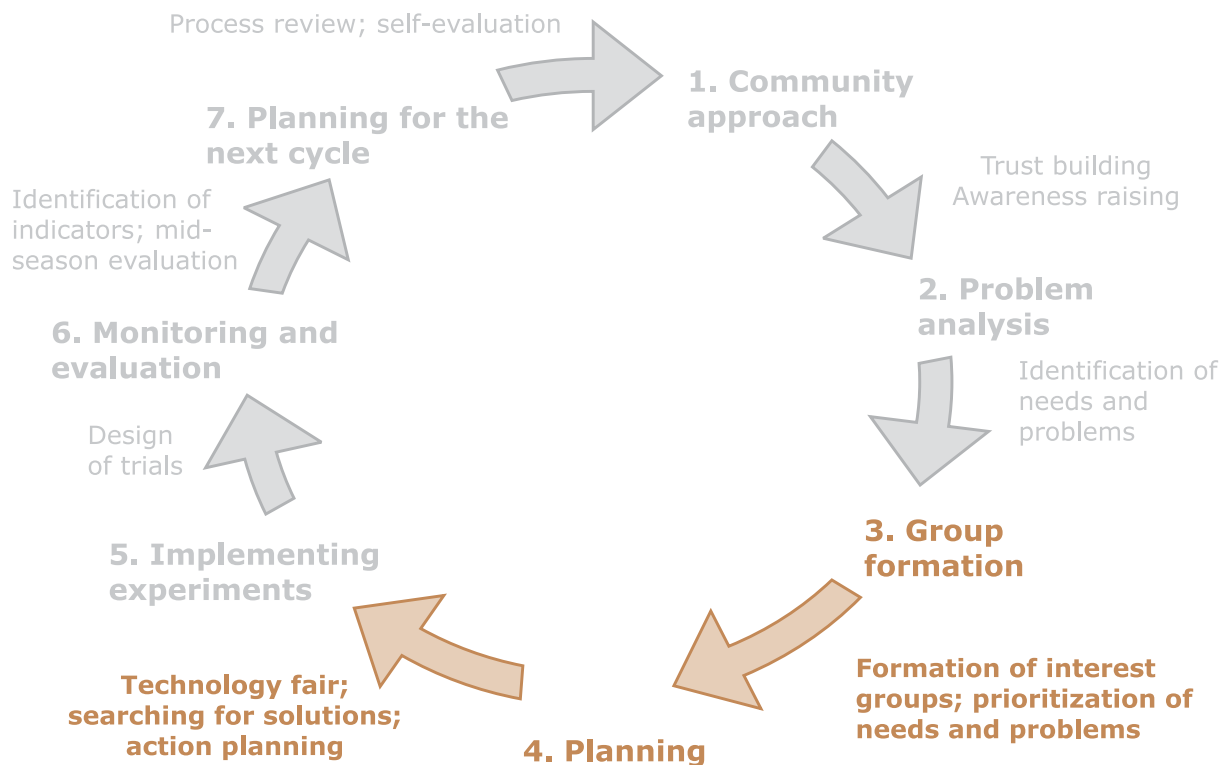 Process review; self-evaluation
1. Community
approach
Trust building
Awareness raising
2. Problem
analysis
Identification of
needs and
problems
3. Group
formation
Formation of interest
groups; prioritization of
needs and problems
4. Planning
Technology fair;
searching for solutions;
action planning
5. Implementing
experiments
Design
of trials
6. Monitoring and
evaluation
Identification of
indicators; mid-
season evaluation
7. Planning for the
next cycle